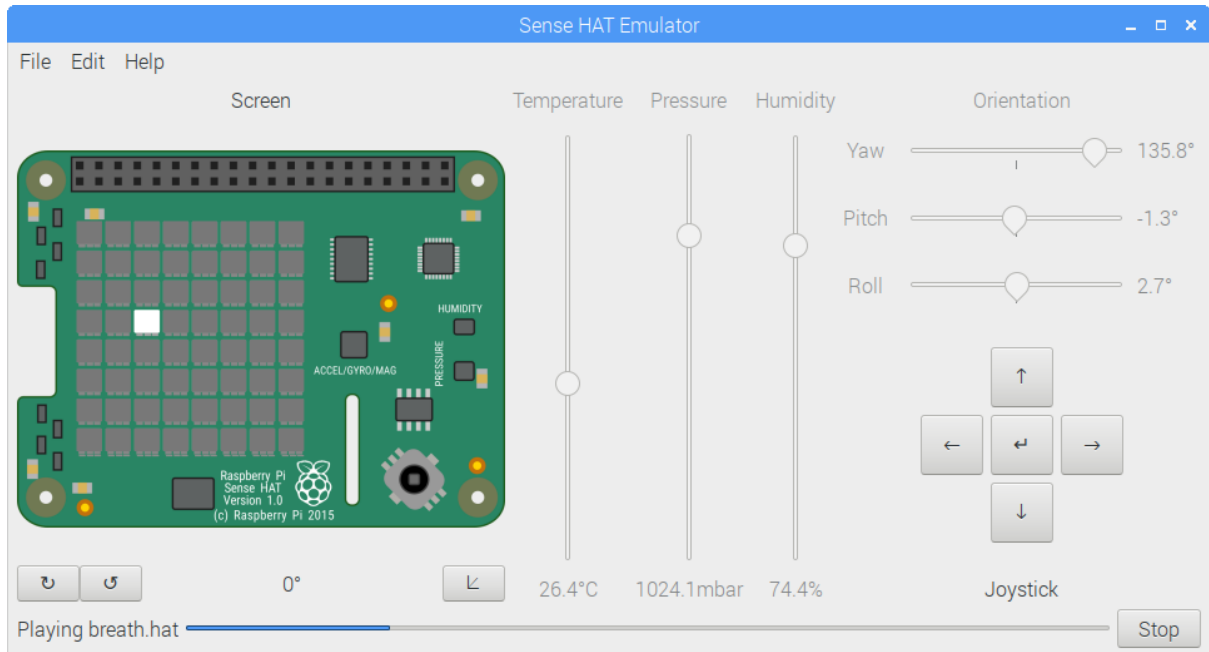 Sense HAT Emulator
File Edit Help
Screen
Temperature Pressure Humidity
Orientation
Yaw 135.8°
Pitch -1.3°
Roll 2.7°
HUMIDITY
PRESSURE
ACCEL/GYRO/MAG
Raspberry Pi
Sense HAT
Version 1.0
(c) Raspberry Pi 2015
0°
26.4°C 1024.1mbar 74.4%
Joystick
Playing breath.hat
Stop